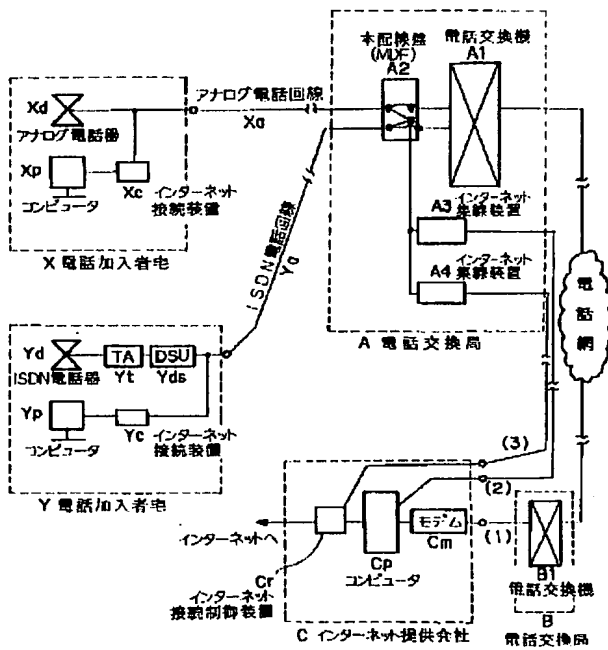 本配線盤
(MDF)
A2
電話交換機
A1
Xd
アナログ電話器
アナログ電話回線
Xa
Xp
コンピュータ
Xc
インターネット
接続装置
X 電話加入者宅
A3
インターネット
集線装置
A4
インターネット
集線装置
A 電話交換局
電話網
ISDN電話回線
Ya
Yd
ISDN電話器
TA
Yt
DSU
Yds
Yp
コンピュータ
Yc
インターネット
接続装置
Y 電話加入者宅
(3)
(2)
(1)
インターネットへ
Cr
インターネット
接続制御装置
Cp
コンピュータ
モデム
Cm
C インターネット提供会社
B1
電話交換機
B
電話交換局